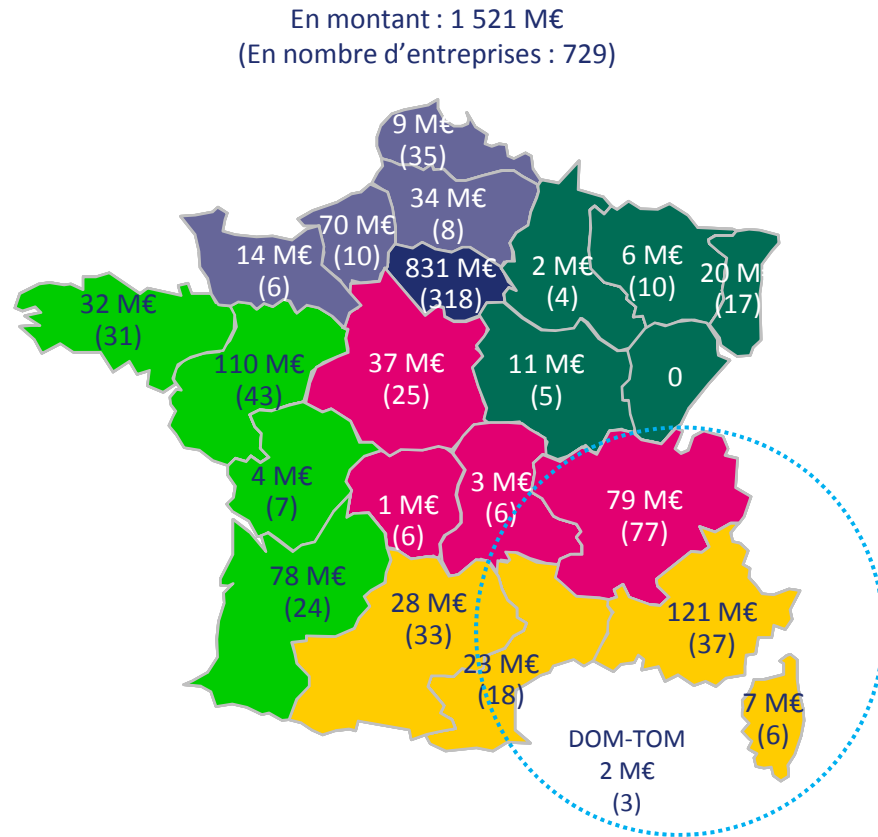 En montant : 1 521 M€
(En nombre d’entreprises : 729)
9 M€
(35)
34 M€
(8)
70 M€
(10)
14 M€
(6)
831 M€
(318)
2 M€
(4)
6 M€
(10)
20 M
(17)
32 M€
(31)
110 M€
(43)
37 M€
(25)
11 M€
(5)
0
4 M€
(7)
1 M€
(6)
3 M€
(6)
79 M€
(77)
78 M€
(24)
28 M€
(33)
121 M€
(37)
23 M€
(18)
7 M€
(6)
DOM-TOM
2 M€
(3)